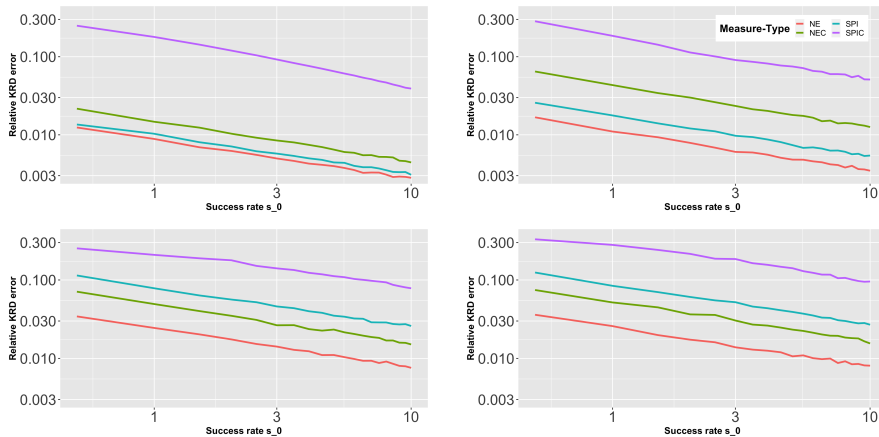 0.300
0.100
0.030
0.010
0.003
Relative KRD error
1 3 10
Success rate s_0
0.300
0.100
0.030
0.010
0.003
Relative KRD error
Measure-Type NE SPI
NEC SPIC
1 3 10
Success rate s_0
0.300
0.100
0.030
0.010
0.003
Relative KRD error
1 3 10
Success rate s_0
0.300
0.100
0.030
0.010
0.003
Relative KRD error
1 3 10
Success rate s_0